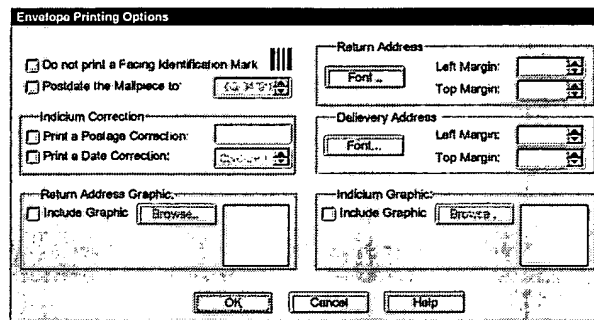 Envelope Printing Options
Do not print a Facing Identification Mark
Postdate the Mailpiece to:
Return Address
Font...
Left Margin:
Top Margin:
Indicium Correction
Print a Postage Correction:
Print a Date Correction:
Delievery Address
Font...
Left Margin:
Top Margin:
Return Address Graphic:
Include Graphic
Browse..
Indicium Graphic:
Include Graphic
Browse..
OK
Cancel
Help